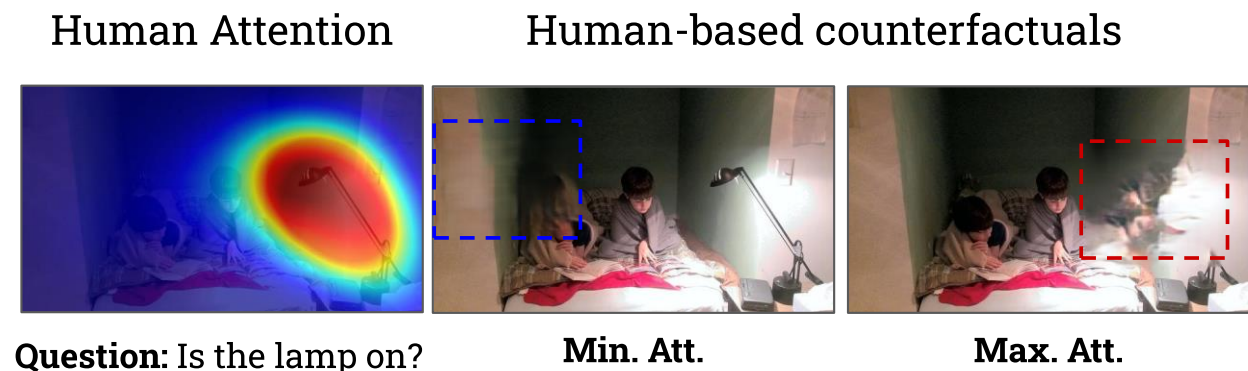 Human Attention
Human-based counterfactuals
Question: Is the lamp on?
Min. Att.
Max. Att.